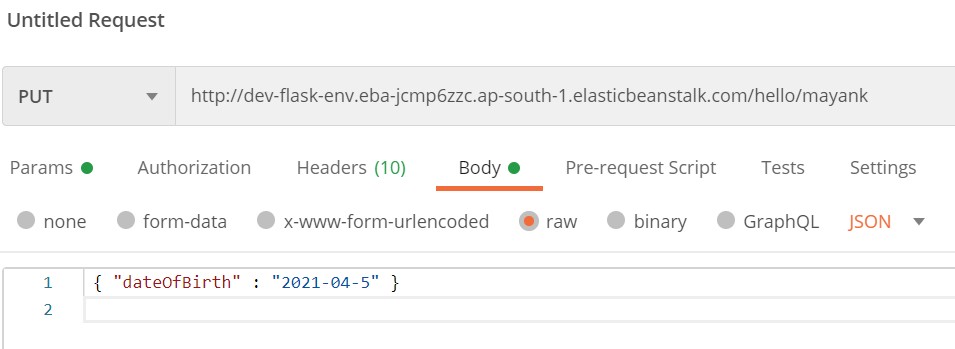 Untitled Request
PUT http://dev-flask-env.eba-jcmp6zzc.ap-south-1.elasticbeanstalk.com/hello/mayank
Params Authorization Headers (10) Body Pre-request Script Tests Settings
none form-data x-www-form-urlencoded raw binary GraphQL JSON
1 { "dateOfBirth" : "2021-04-5" }
2